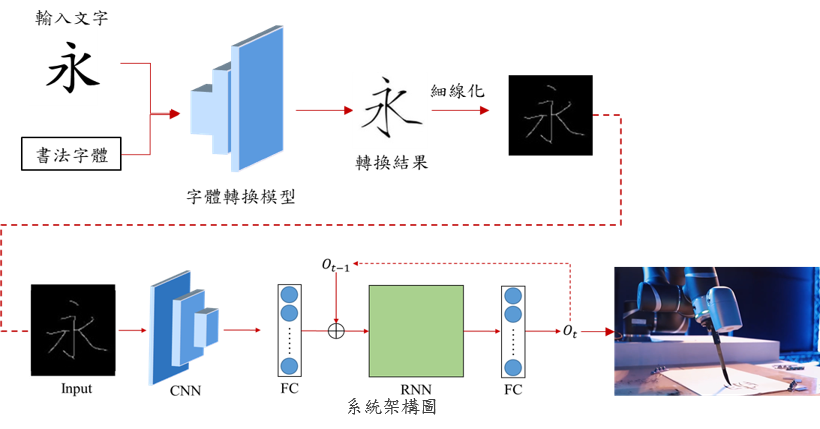 輸入文字
永
書法字體
字體轉換模型
永
轉換結果
細線化
永
永
Input
CNN
FC
O_{t-1}
RNN
FC
O_t
系統架構圖